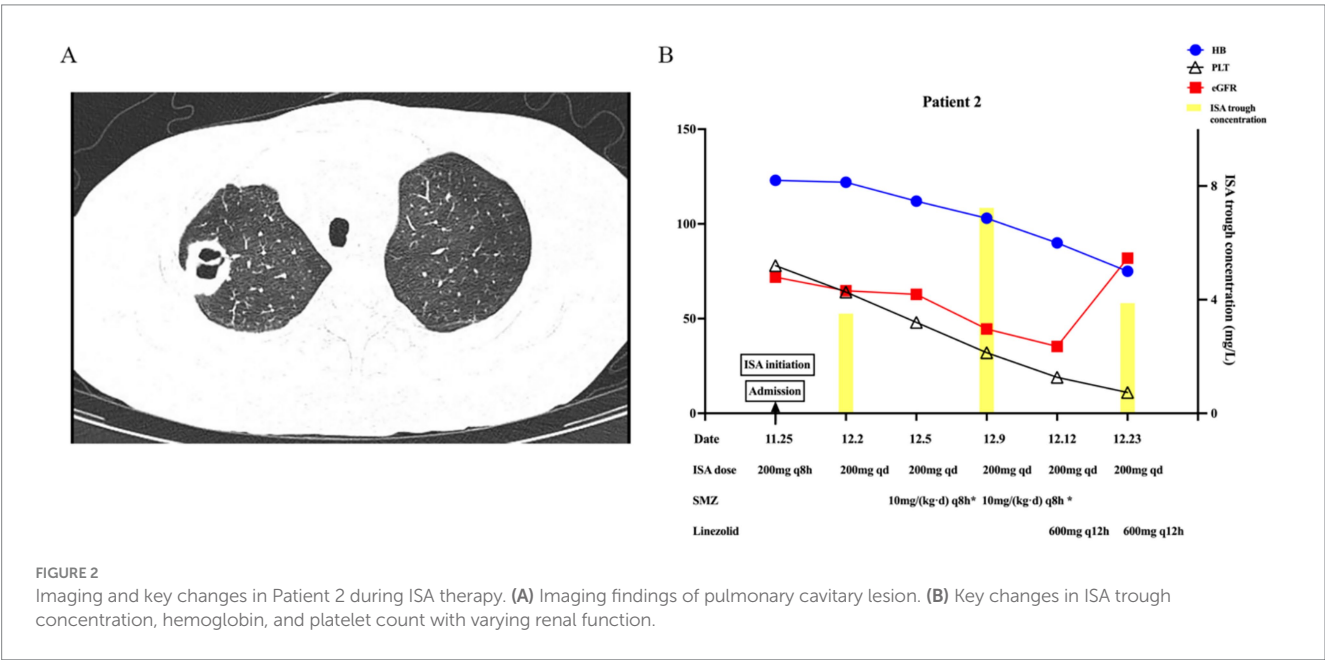 A
B
HB
PLT
eGFR
ISA trough
concentration
Patient 2
150
100
50
0
8
4
0
ISA trough concentration (mg/L)
ISA initiation
Admission
Date 11.25 12.2 12.5 12.9 12.12 12.23
ISA dose 200mg q8h 200mg qd 200mg qd 200mg qd 200mg qd 200mg qd
SMZ 10mg/(kg·d) q8h* 10mg/(kg·d) q8h *
Linezolid 600mg q12h 600mg q12h
FIGURE 2
Imaging and key changes in Patient 2 during ISA therapy. (A) Imaging findings of pulmonary cavitary lesion. (B) Key changes in ISA trough
concentration, hemoglobin, and platelet count with varying renal function.